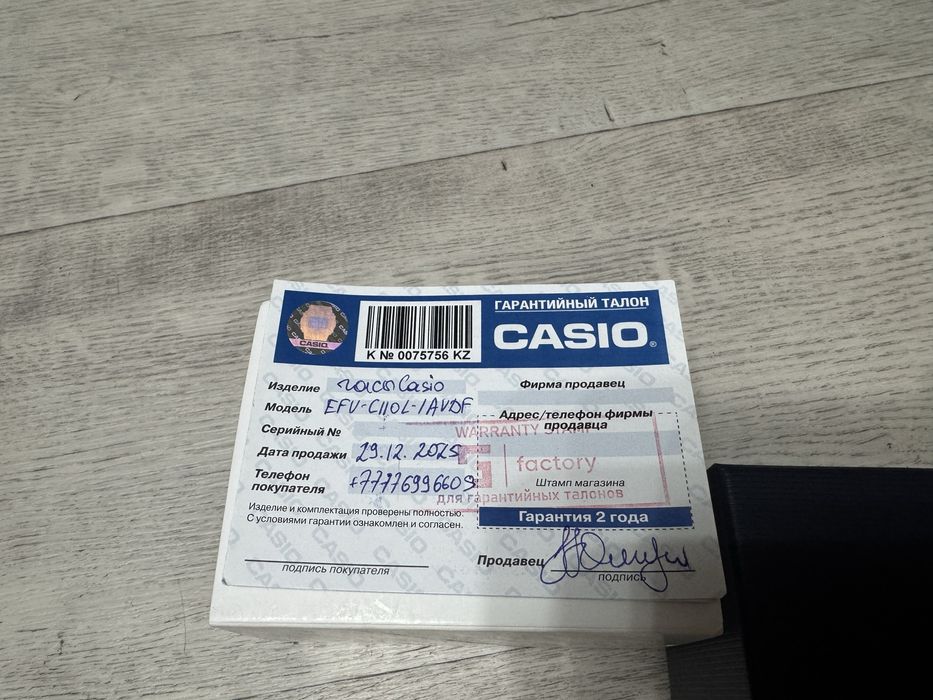 ГАРАНТИЙНЫЙ ТАЛОН
CASIO®
CASIO
K № 0075756 KZ
Изделие часы Casio
Модель EFV-C110L-1AVDF
Серийный №
Дата продажи 29.12.2025
Телефон покупателя +77776996609
Изделие и комплектация проверены полностью.
С условиями гарантии ознакомлен и согласен.
подпись покупателя
Фирма продавец
Адрес/телефон фирмы
продавца
WARRANTY STAMP
G factory
Штамп магазина
для гарантийных талонов
Гарантия 2 года
Продавец
подпись